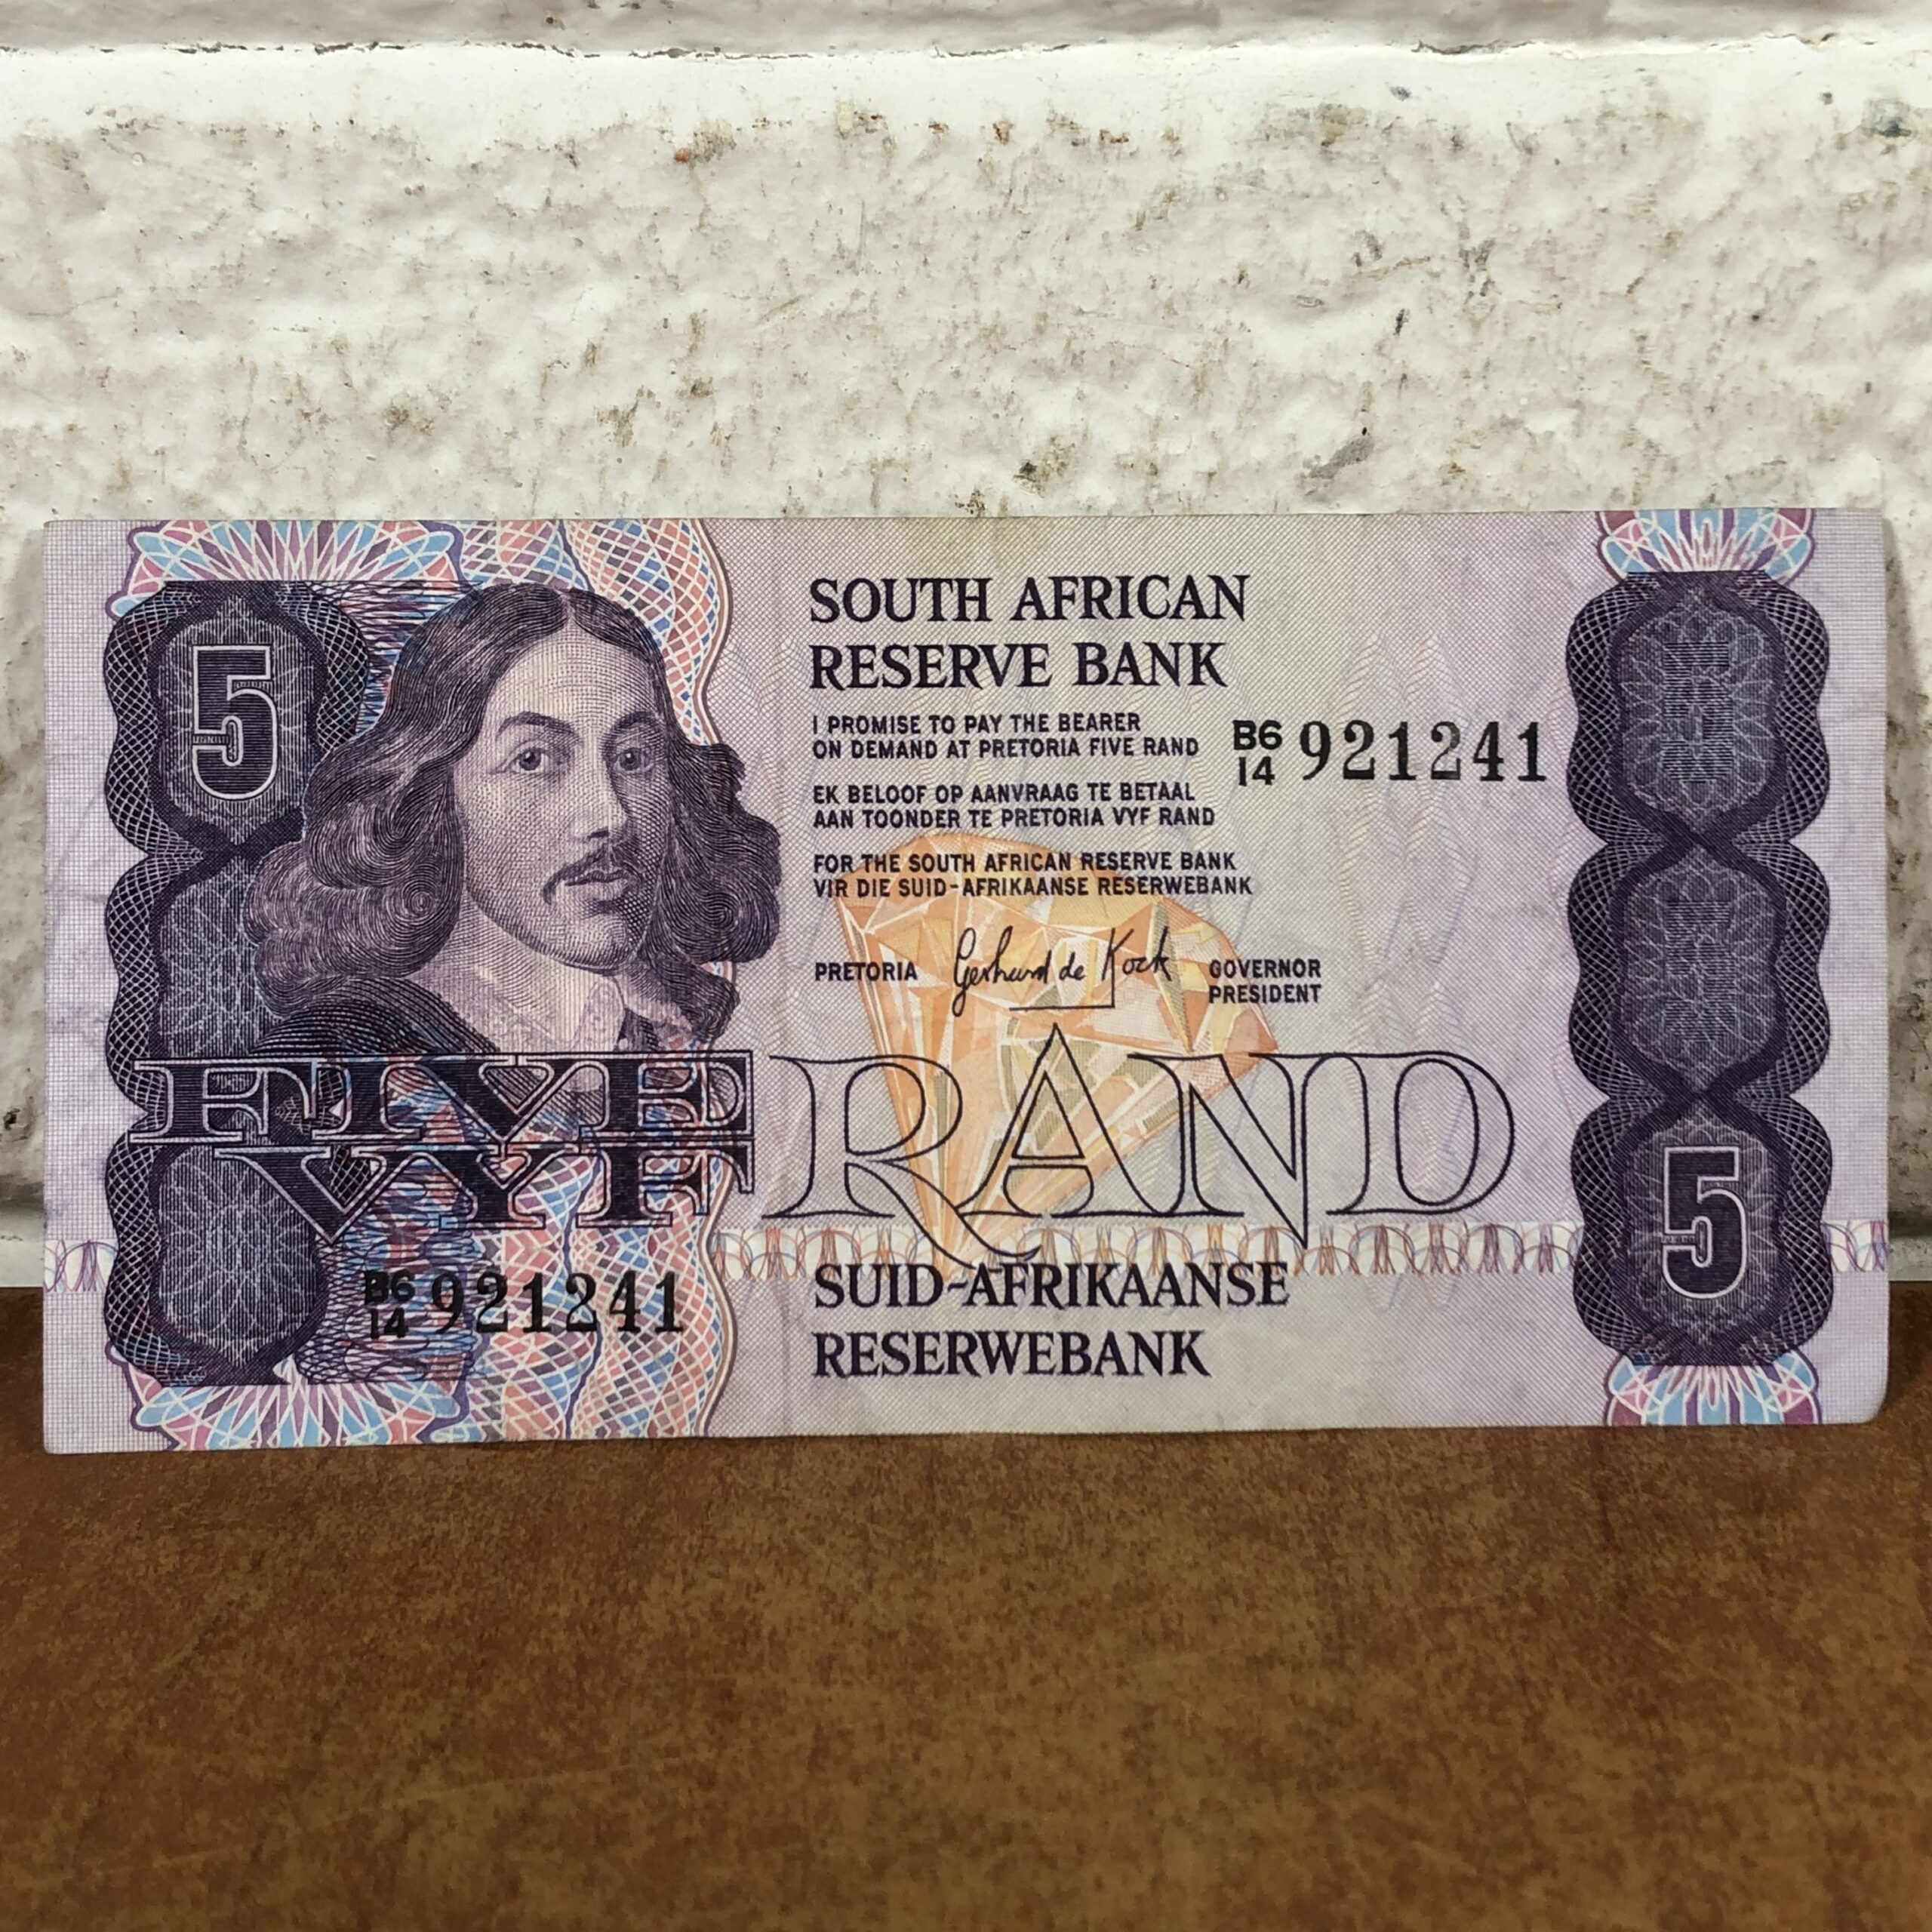 5
SOUTH AFRICAN
RESERVE BANK
I PROMISE TO PAY THE BEARER
ON DEMAND AT PRETORIA FIVE RAND
B6
14 921241
EK BELOOF OP AANVRAAG TE BETAAL
AAN TOONDER TE PRETORIA VYF RAND
FOR THE SOUTH AFRICAN RESERVE BANK
VIR DIE SUID-AFRIKAANSE RESERWEBANK
PRETORIA Gerhard de Kock GOVERNOR
PRESIDENT
FIVE RAND
VYF
5
B6
14 921241
SUID-AFRIKAANSE
RESERWEBANK